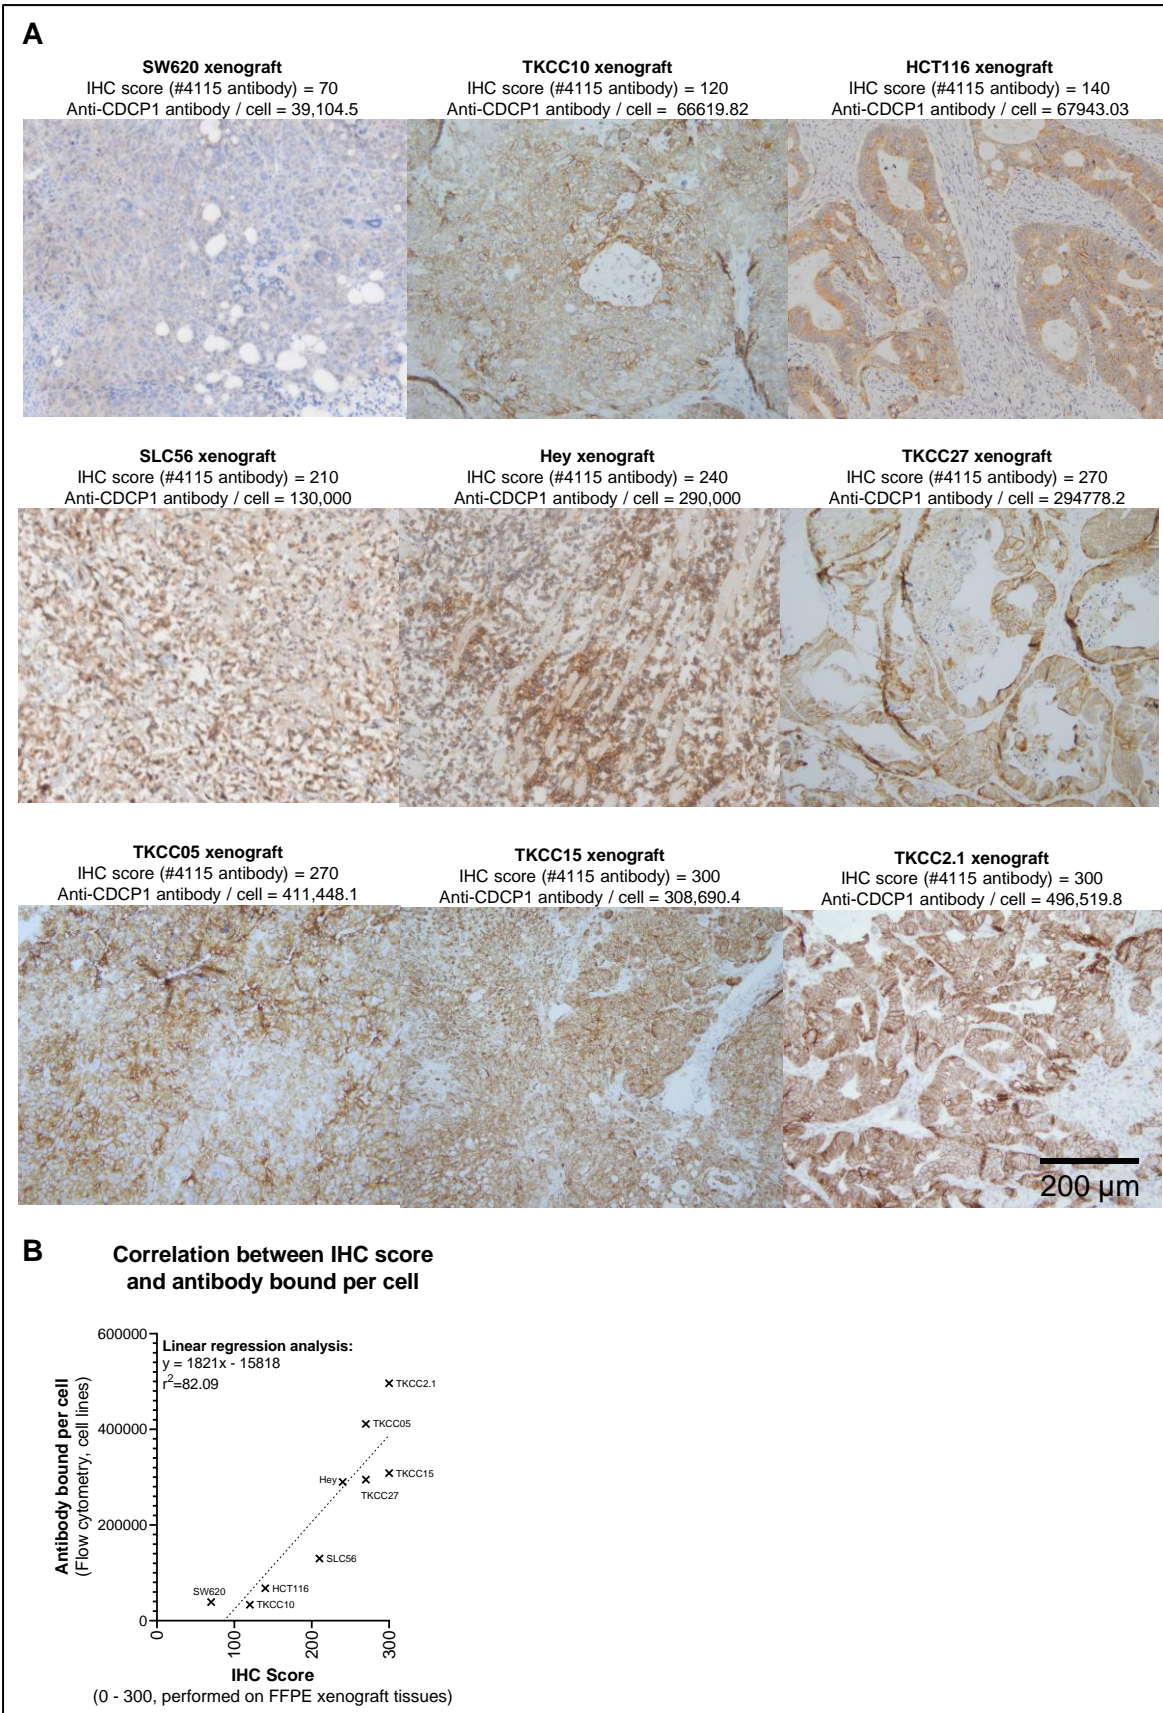 A
SW620 xenograft
IHC score (#4115 antibody) = 70
Anti-CDCP1 antibody / cell = 39,104.5
TKCC10 xenograft
IHC score (#4115 antibody) = 120
Anti-CDCP1 antibody / cell =  66619.82
HCT116 xenograft
IHC score (#4115 antibody) = 140
Anti-CDCP1 antibody / cell = 67943.03
SLC56 xenograft
IHC score (#4115 antibody) = 210
Anti-CDCP1 antibody / cell = 130,000
Hey xenograft
IHC score (#4115 antibody) = 240
Anti-CDCP1 antibody / cell = 290,000
TKCC27 xenograft
IHC score (#4115 antibody) = 270
Anti-CDCP1 antibody / cell = 294778.2
TKCC05 xenograft
IHC score (#4115 antibody) = 270
Anti-CDCP1 antibody / cell = 411,448.1
TKCC15 xenograft
IHC score (#4115 antibody) = 300
Anti-CDCP1 antibody / cell = 308,690.4
TKCC2.1 xenograft
IHC score (#4115 antibody) = 300
Anti-CDCP1 antibody / cell = 496,519.8
200 µm
B
Correlation between IHC score
and antibody bound per cell
Antibody bound per cell
(Flow cytometry, cell lines)
600000
400000
200000
0
Linear regression analysis:
y = 1821x - 15818
r²=82.09
TKCC2.1
TKCC05
TKCC15
Hey
TKCC27
SLC56
SW620
HCT116
TKCC10
0
100
200
300
IHC Score
(0 - 300, performed on FFPE xenograft tissues)